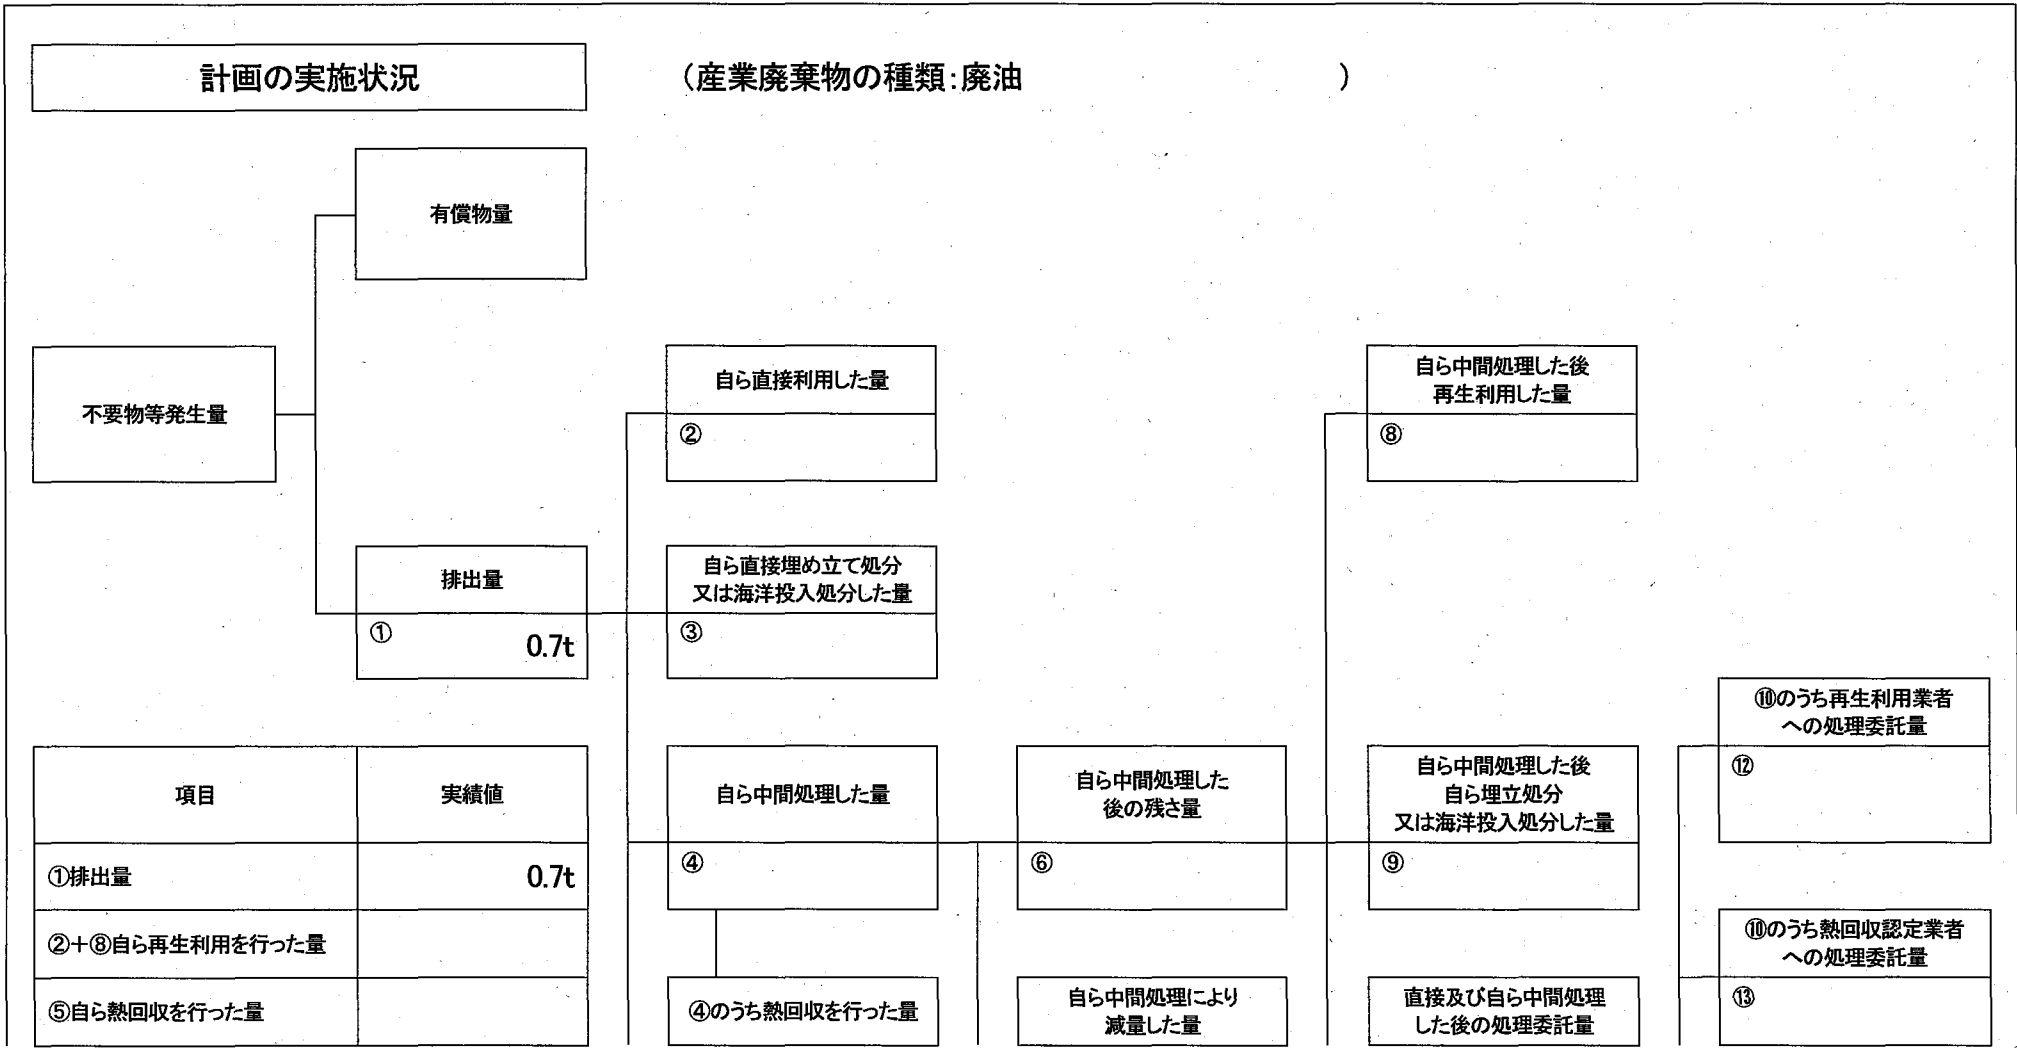 計画の実施状況
（産業廃棄物の種類：廃油　　　　　　　　　　）
有償物量
不要物等発生量
自ら直接利用した量
②
自ら中間処理した後
再生利用した量
⑧
排出量
①
0.7t
自ら直接埋め立て処分
又は海洋投入処分した量
③
⑩のうち再生利用業者
への処理委託量
⑫
項目
実績値
自ら中間処理した量
④
自ら中間処理した
後の残さ量
⑥
自ら中間処理した後
自ら埋立処分
又は海洋投入処分した量
⑨
①排出量
0.7t
②＋⑧自ら再生利用を行った量
⑩のうち熱回収認定業者
への処理委託量
⑬
⑤自ら熱回収を行った量
④のうち熱回収を行った量
自ら中間処理により
減量した量
直接及び自ら中間処理
した後の処理委託量